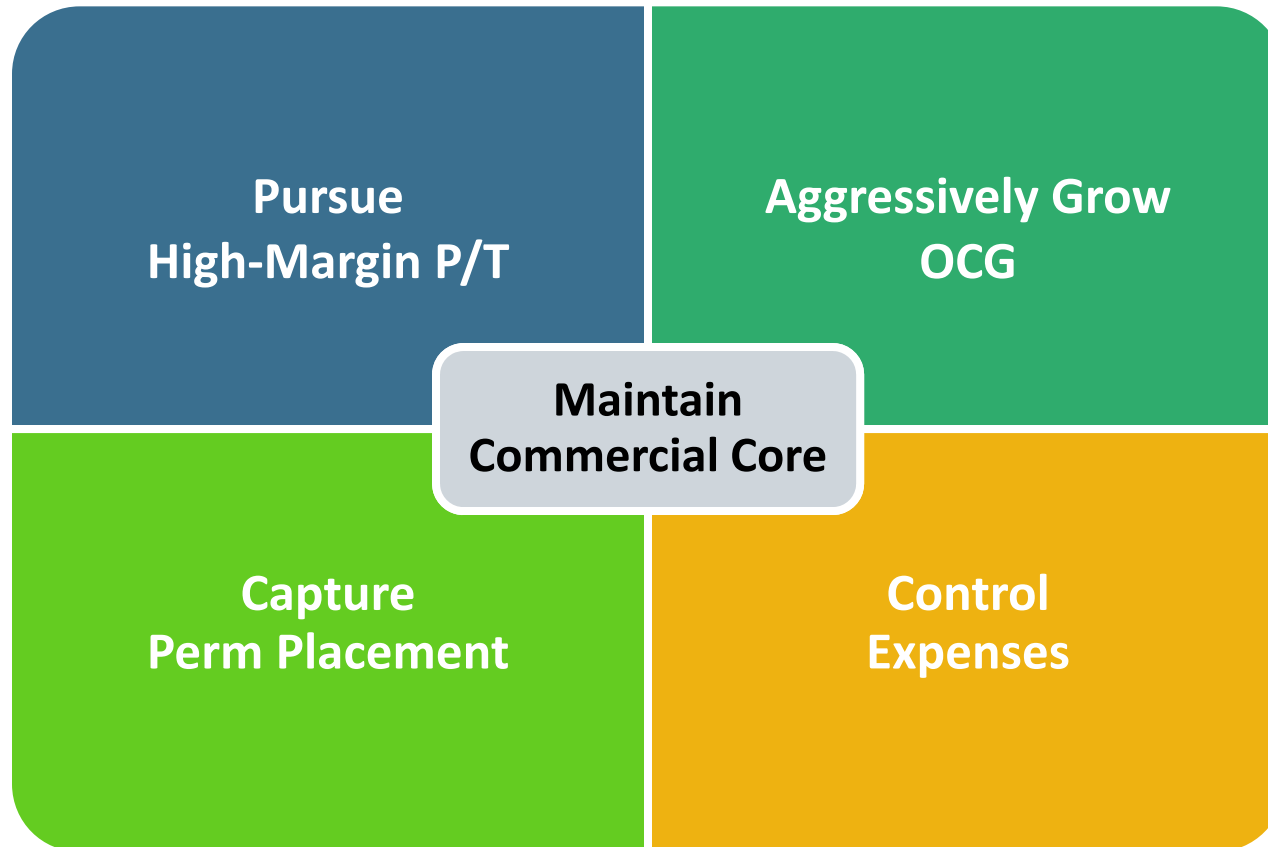 Pursue
High-Margin P/T
Aggressively Grow
OCG
Maintain
Commercial Core
Capture
Perm Placement
Control
Expenses